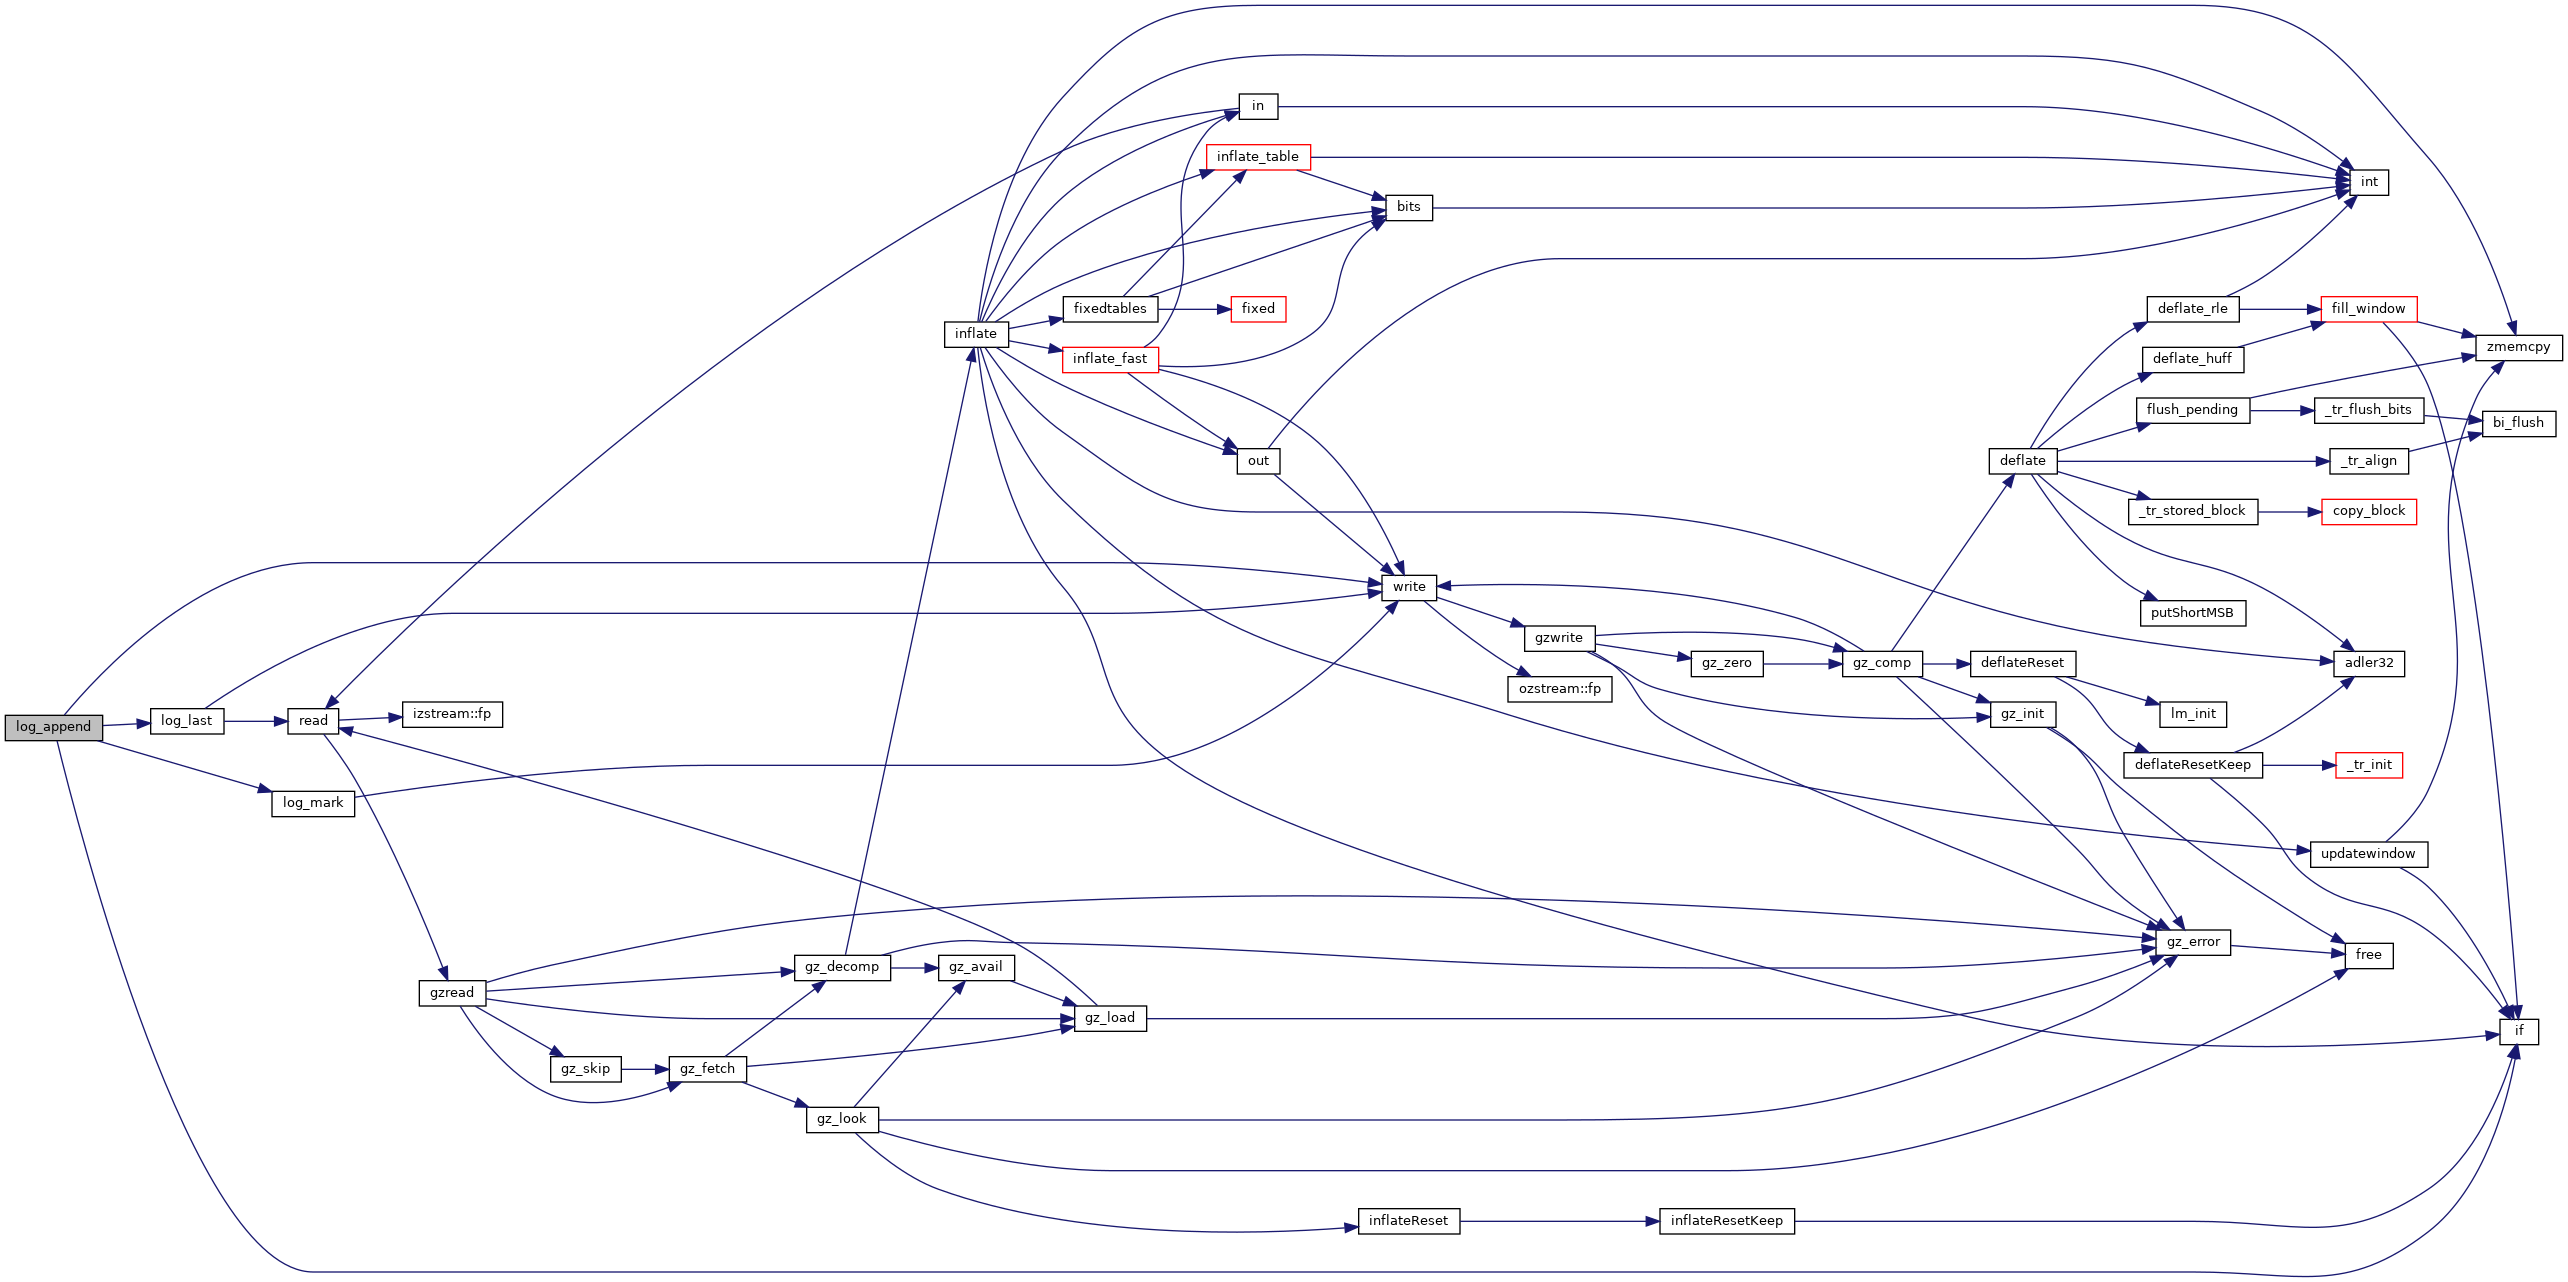 log_append
log_last
log_mark
read
izstream::fp
gzread
gz_skip
gz_fetch
gz_decomp
gz_look
gz_avail
gz_load
inflate
fixedtables
inflate_fast
in
inflate_table
fixed
out
bits
write
inflateReset
gzwrite
ozstream::fp
gz_zero
inflateResetKeep
gz_comp
deflate
deflateReset
gz_init
deflate_rle
deflate_huff
flush_pending
_tr_stored_block
putShortMSB
lm_init
deflateResetKeep
gz_error
int
fill_window
_tr_flush_bits
_tr_align
copy_block
adler32
_tr_init
updatewindow
free
zmemcpy
bi_flush
if